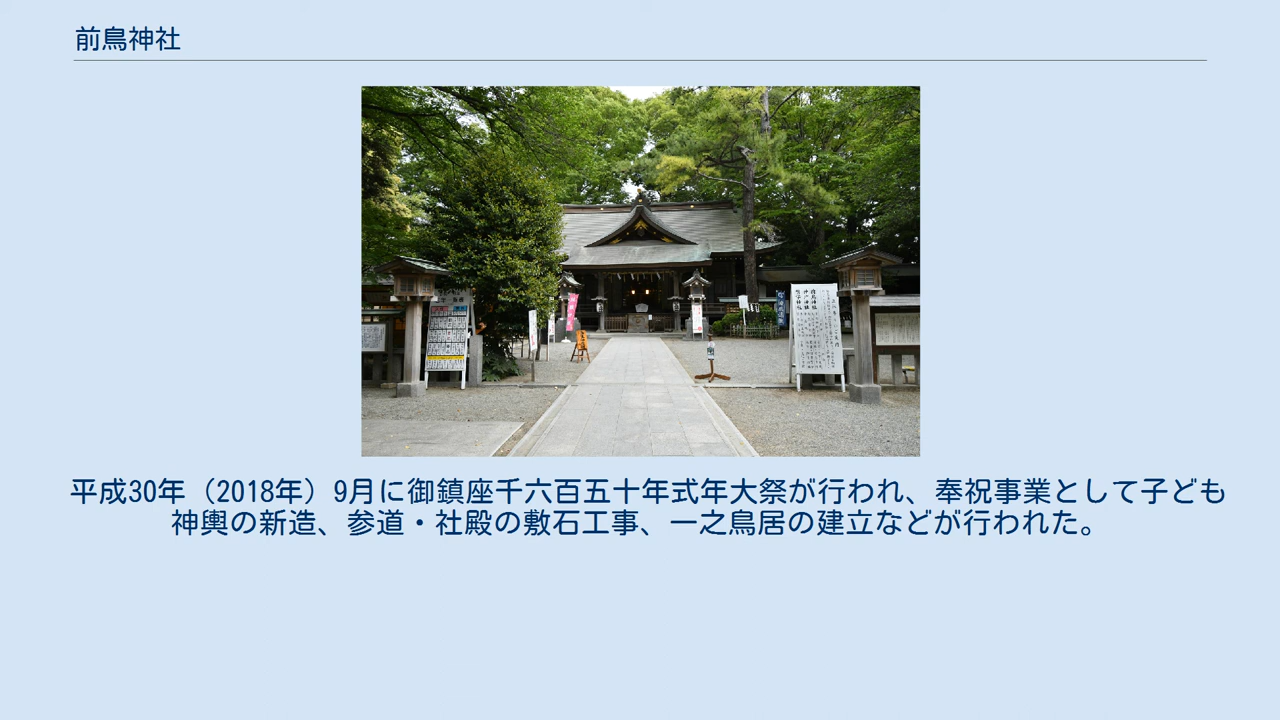 前鳥神社
平成30年（2018年）9月に御鎮座千六百五十年式年大祭が行われ、奉祝事業として子ども
神輿の新造、参道・社殿の敷石工事、一之鳥居の建立などが行われた。